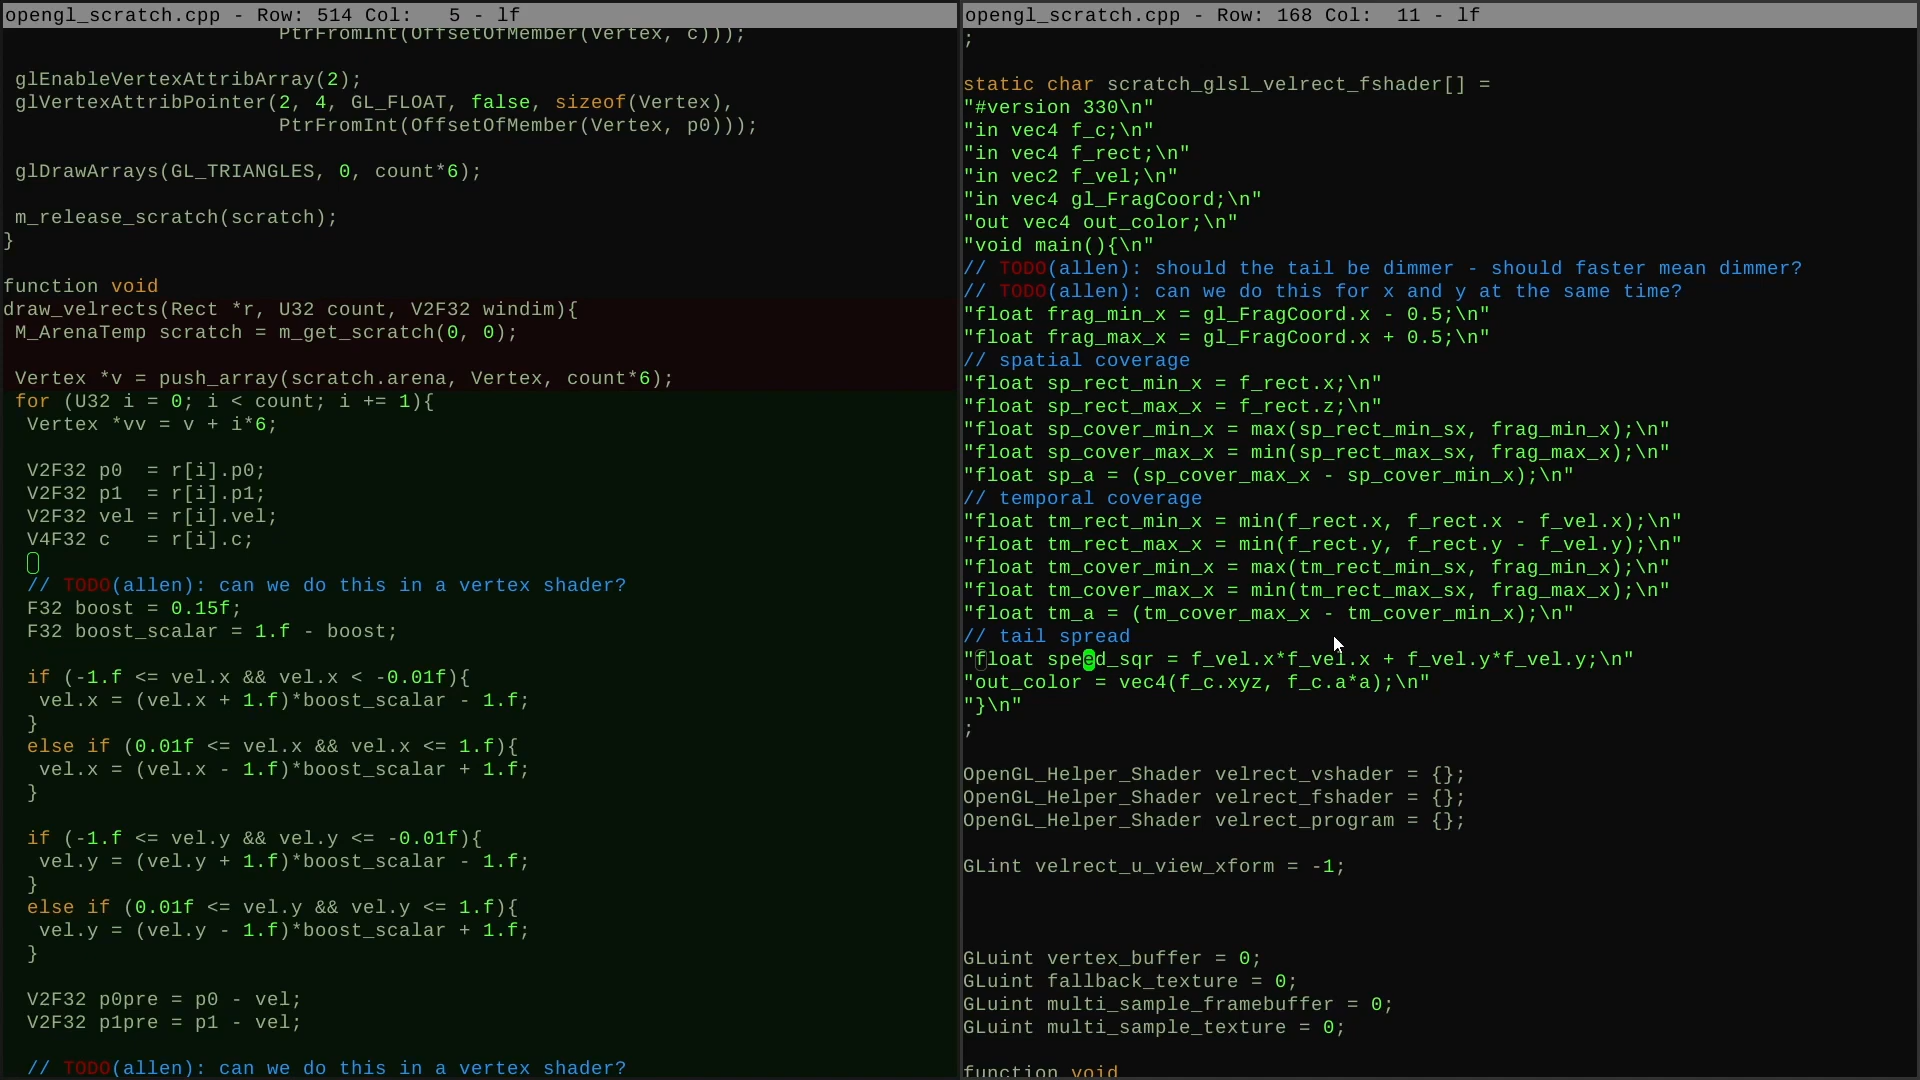 opengl_scratch.cpp - Row: 514 Col:   5 - lf
PtrFromInt(OffsetOfMember(Vertex, c)));
glEnableVertexAttribArray(2);
glVertexAttribPointer(2, 4, GL_FLOAT, false, sizeof(Vertex),
PtrFromInt(OffsetOfMember(Vertex, p0)));
glDrawArrays(GL_TRIANGLES, 0, count*6);
m_release_scratch(scratch);
}
function void
draw_velrects(Rect *r, U32 count, V2F32 windim){
M_ArenaTemp scratch = m_get_scratch(0, 0);
Vertex *v = push_array(scratch.arena, Vertex, count*6);
for (U32 i = 0; i < count; i += 1){
Vertex *vv = v + i*6;
V2F32 p0  = r[i].p0;
V2F32 p1  = r[i].p1;
V2F32 vel = r[i].vel;
V4F32 c   = r[i].c;
// TODO(allen): can we do this in a vertex shader?
F32 boost = 0.15f;
F32 boost_scalar = 1.f - boost;
if (-1.f <= vel.x && vel.x < -0.01f){
vel.x = (vel.x + 1.f)*boost_scalar - 1.f;
}
else if (0.01f <= vel.x && vel.x <= 1.f){
vel.x = (vel.x - 1.f)*boost_scalar + 1.f;
}
if (-1.f <= vel.y && vel.y <= -0.01f){
vel.y = (vel.y + 1.f)*boost_scalar - 1.f;
}
else if (0.01f <= vel.y && vel.y <= 1.f){
vel.y = (vel.y - 1.f)*boost_scalar + 1.f;
}
V2F32 p0pre = p0 - vel;
V2F32 p1pre = p1 - vel;
// TODO(allen): can we do this in a vertex shader?
opengl_scratch.cpp - Row: 168 Col:  11 - lf
;
static char scratch_glsl_velrect_fshader[] =
"#version 330\n"
"in vec4 f_c;\n"
"in vec4 f_rect;\n"
"in vec2 f_vel;\n"
"in vec4 gl_FragCoord;\n"
"out vec4 out_color;\n"
"void main(){\n"
// TODO(allen): should the tail be dimmer - should faster mean dimmer?
// TODO(allen): can we do this for x and y at the same time?
"float frag_min_x = gl_FragCoord.x - 0.5;\n"
"float frag_max_x = gl_FragCoord.x + 0.5;\n"
// spatial coverage
"float sp_rect_min_x = f_rect.x;\n"
"float sp_rect_max_x = f_rect.z;\n"
"float sp_cover_min_x = max(sp_rect_min_sx, frag_min_x);\n"
"float sp_cover_max_x = min(sp_rect_max_sx, frag_max_x);\n"
"float sp_a = (sp_cover_max_x - sp_cover_min_x);\n"
// temporal coverage
"float tm_rect_min_x = min(f_rect.x, f_rect.x - f_vel.x);\n"
"float tm_rect_max_x = min(f_rect.y, f_rect.y - f_vel.y);\n"
"float tm_cover_min_x = max(tm_rect_min_sx, frag_min_x);\n"
"float tm_cover_max_x = min(tm_rect_max_sx, frag_max_x);\n"
"float tm_a = (tm_cover_max_x - tm_cover_min_x);\n"
// tail spread
"float speed_sqr = f_vel.x*f_vel.x + f_vel.y*f_vel.y;\n"
"out_color = vec4(f_c.xyz, f_c.a*a);\n"
"}\n"
;
OpenGL_Helper_Shader velrect_vshader = {};
OpenGL_Helper_Shader velrect_fshader = {};
OpenGL_Helper_Shader velrect_program = {};
GLint velrect_u_view_xform = -1;
GLuint vertex_buffer = 0;
GLuint fallback_texture = 0;
GLuint multi_sample_framebuffer = 0;
GLuint multi_sample_texture = 0;
function void